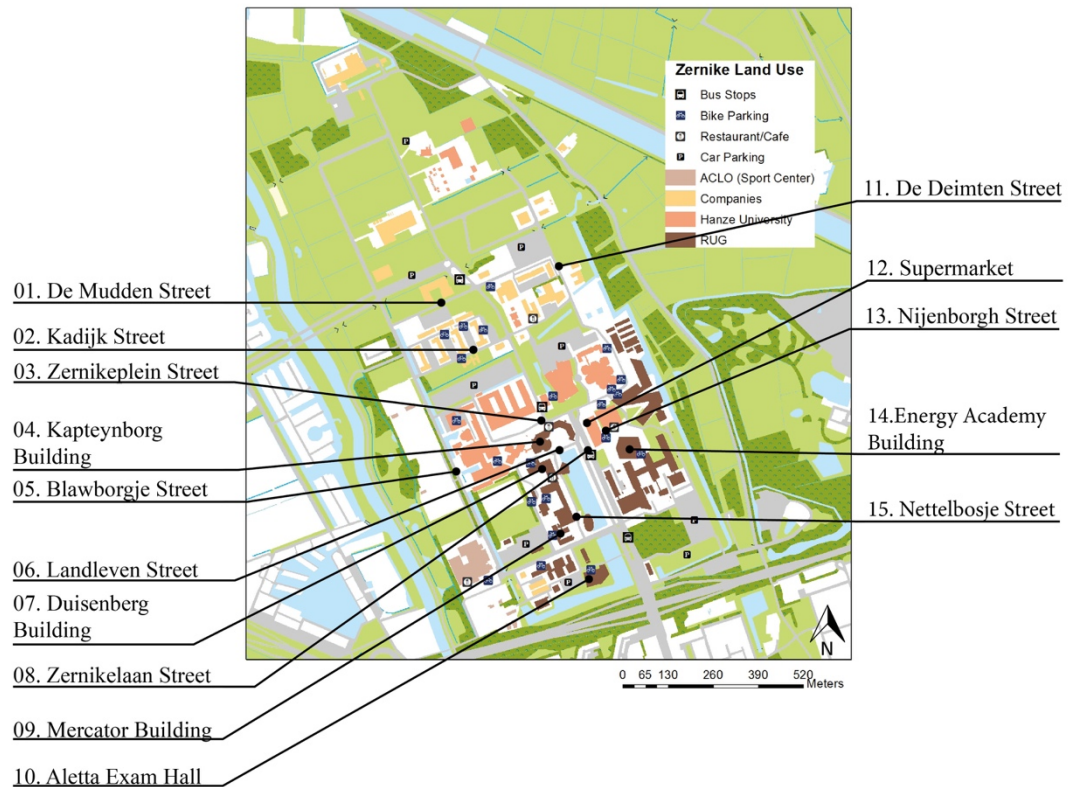 Zernike Land Use
Bus Stops
Bike Parking
Restaurant/Cafe
P Car Parking
ACLO (Sport Center)
Companies
Hanze University
RUG
01. De Mudden Street
02. Kadijk Street
03. Zernikeplein Street
04. Kapteynborg
Building
05. Blawborgje Street
06. Landleven Street
07. Duisenberg
Building
08. Zernikelaan Street
09. Mercator Building
10. Aletta Exam Hall
11. De Deimten Street
12. Supermarket
13. Nijenborgh Street
14.Energy Academy
Building
15. Nettelbosje Street
N
0 65 130 260 390 520
Meters
P
P
P
P
P
P
P
P
P